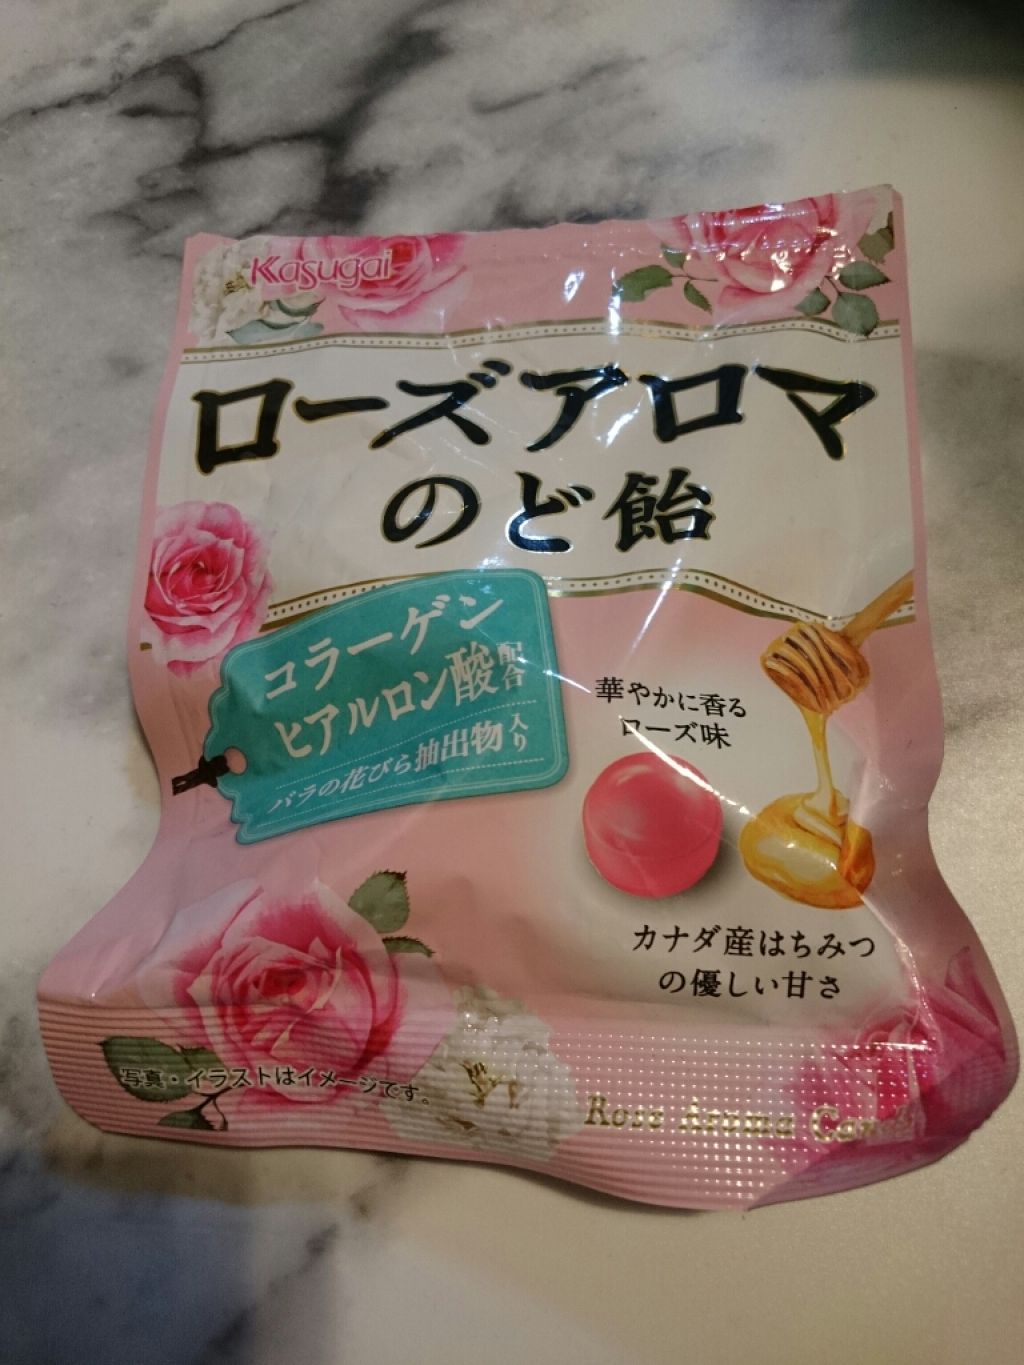 Kasugai
ローズアロマ
のど飴
コラーゲン
ヒアルロン酸配合
バラの花びら抽出物入り
華やかに香る
ローズ味
カナダ産はちみつ
の優しい甘さ
写真・イラストはイメージです。
Rose Aroma Candy